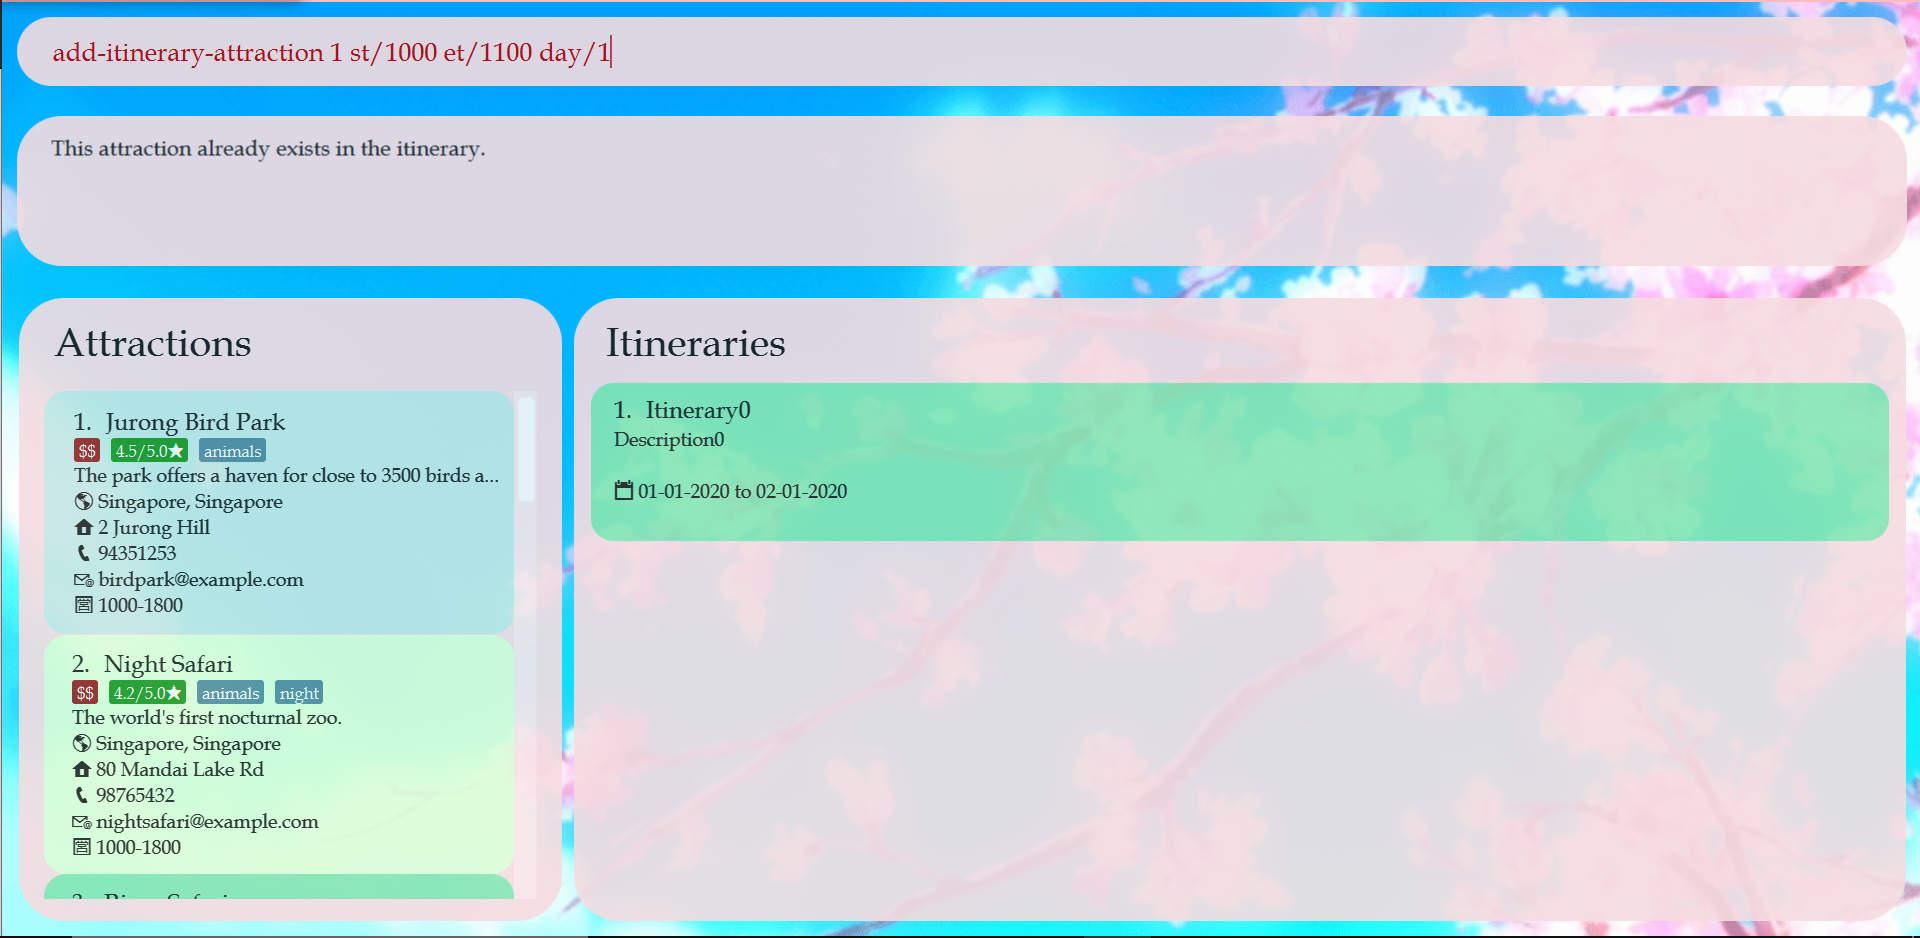 add-itinerary-attraction 1 st/1000 et/1100 day/1
This attraction already exists in the itinerary.
Attractions
1. Jurong Bird Park
$$ 4.5/5.0★ animals
The park offers a haven for close to 3500 birds a...
Singapore, Singapore
2 Jurong Hill
94351253
birdpark@example.com
1000-1800
2. Night Safari
$$ 4.2/5.0★ animals night
The world's first nocturnal zoo.
Singapore, Singapore
80 Mandai Lake Rd
98765432
nightsafari@example.com
1000-1800
Itineraries
1. Itinerary0
Description0
01-01-2020 to 02-01-2020